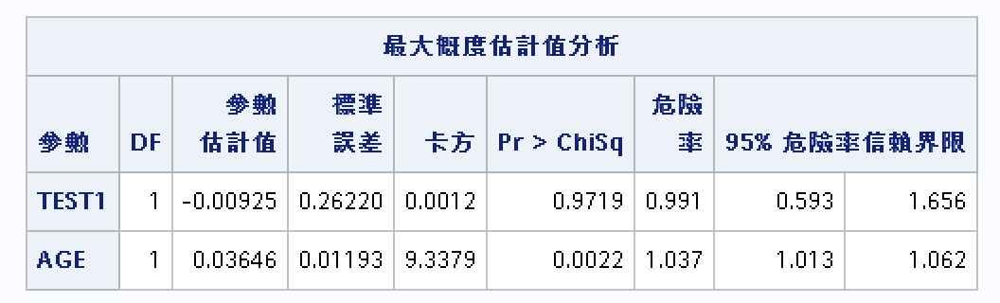 最大概度估計值分析
參數 DF 參數估計值 標準誤差 卡方 Pr > ChiSq 危險率 95% 危險率信賴界限
TEST1 1 -0.00925 0.26220 0.0012 0.9719 0.991 0.593 1.656
AGE 1 0.03646 0.01193 9.3379 0.0022 1.037 1.013 1.062